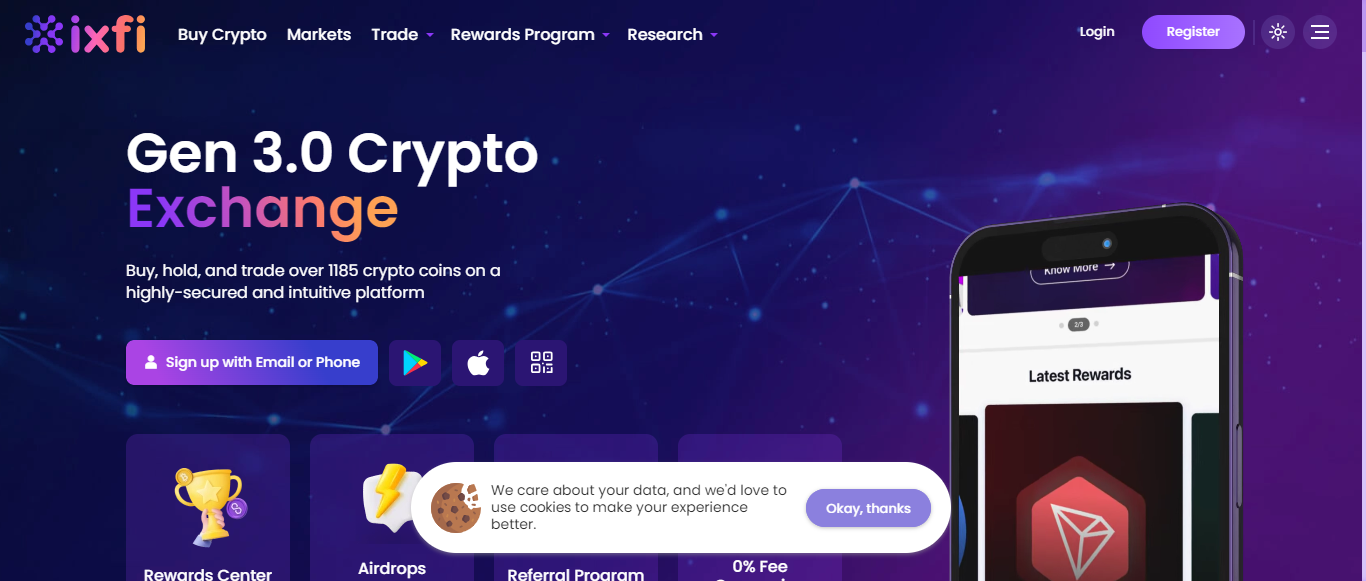 ixfi
Buy Crypto Markets Trade Rewards Program Research Login Register
Gen 3.0 Crypto
Exchange
Buy, hold, and trade over 1185 crypto coins on a
highly-secured and intuitive platform
Sign up with Email or Phone
Know More →
2/3
Latest Rewards
We care about your data, and we'd love to
use cookies to make your experience
better.
Okay, thanks
Rewards Center
Airdrops
Referral Program
0% Fee